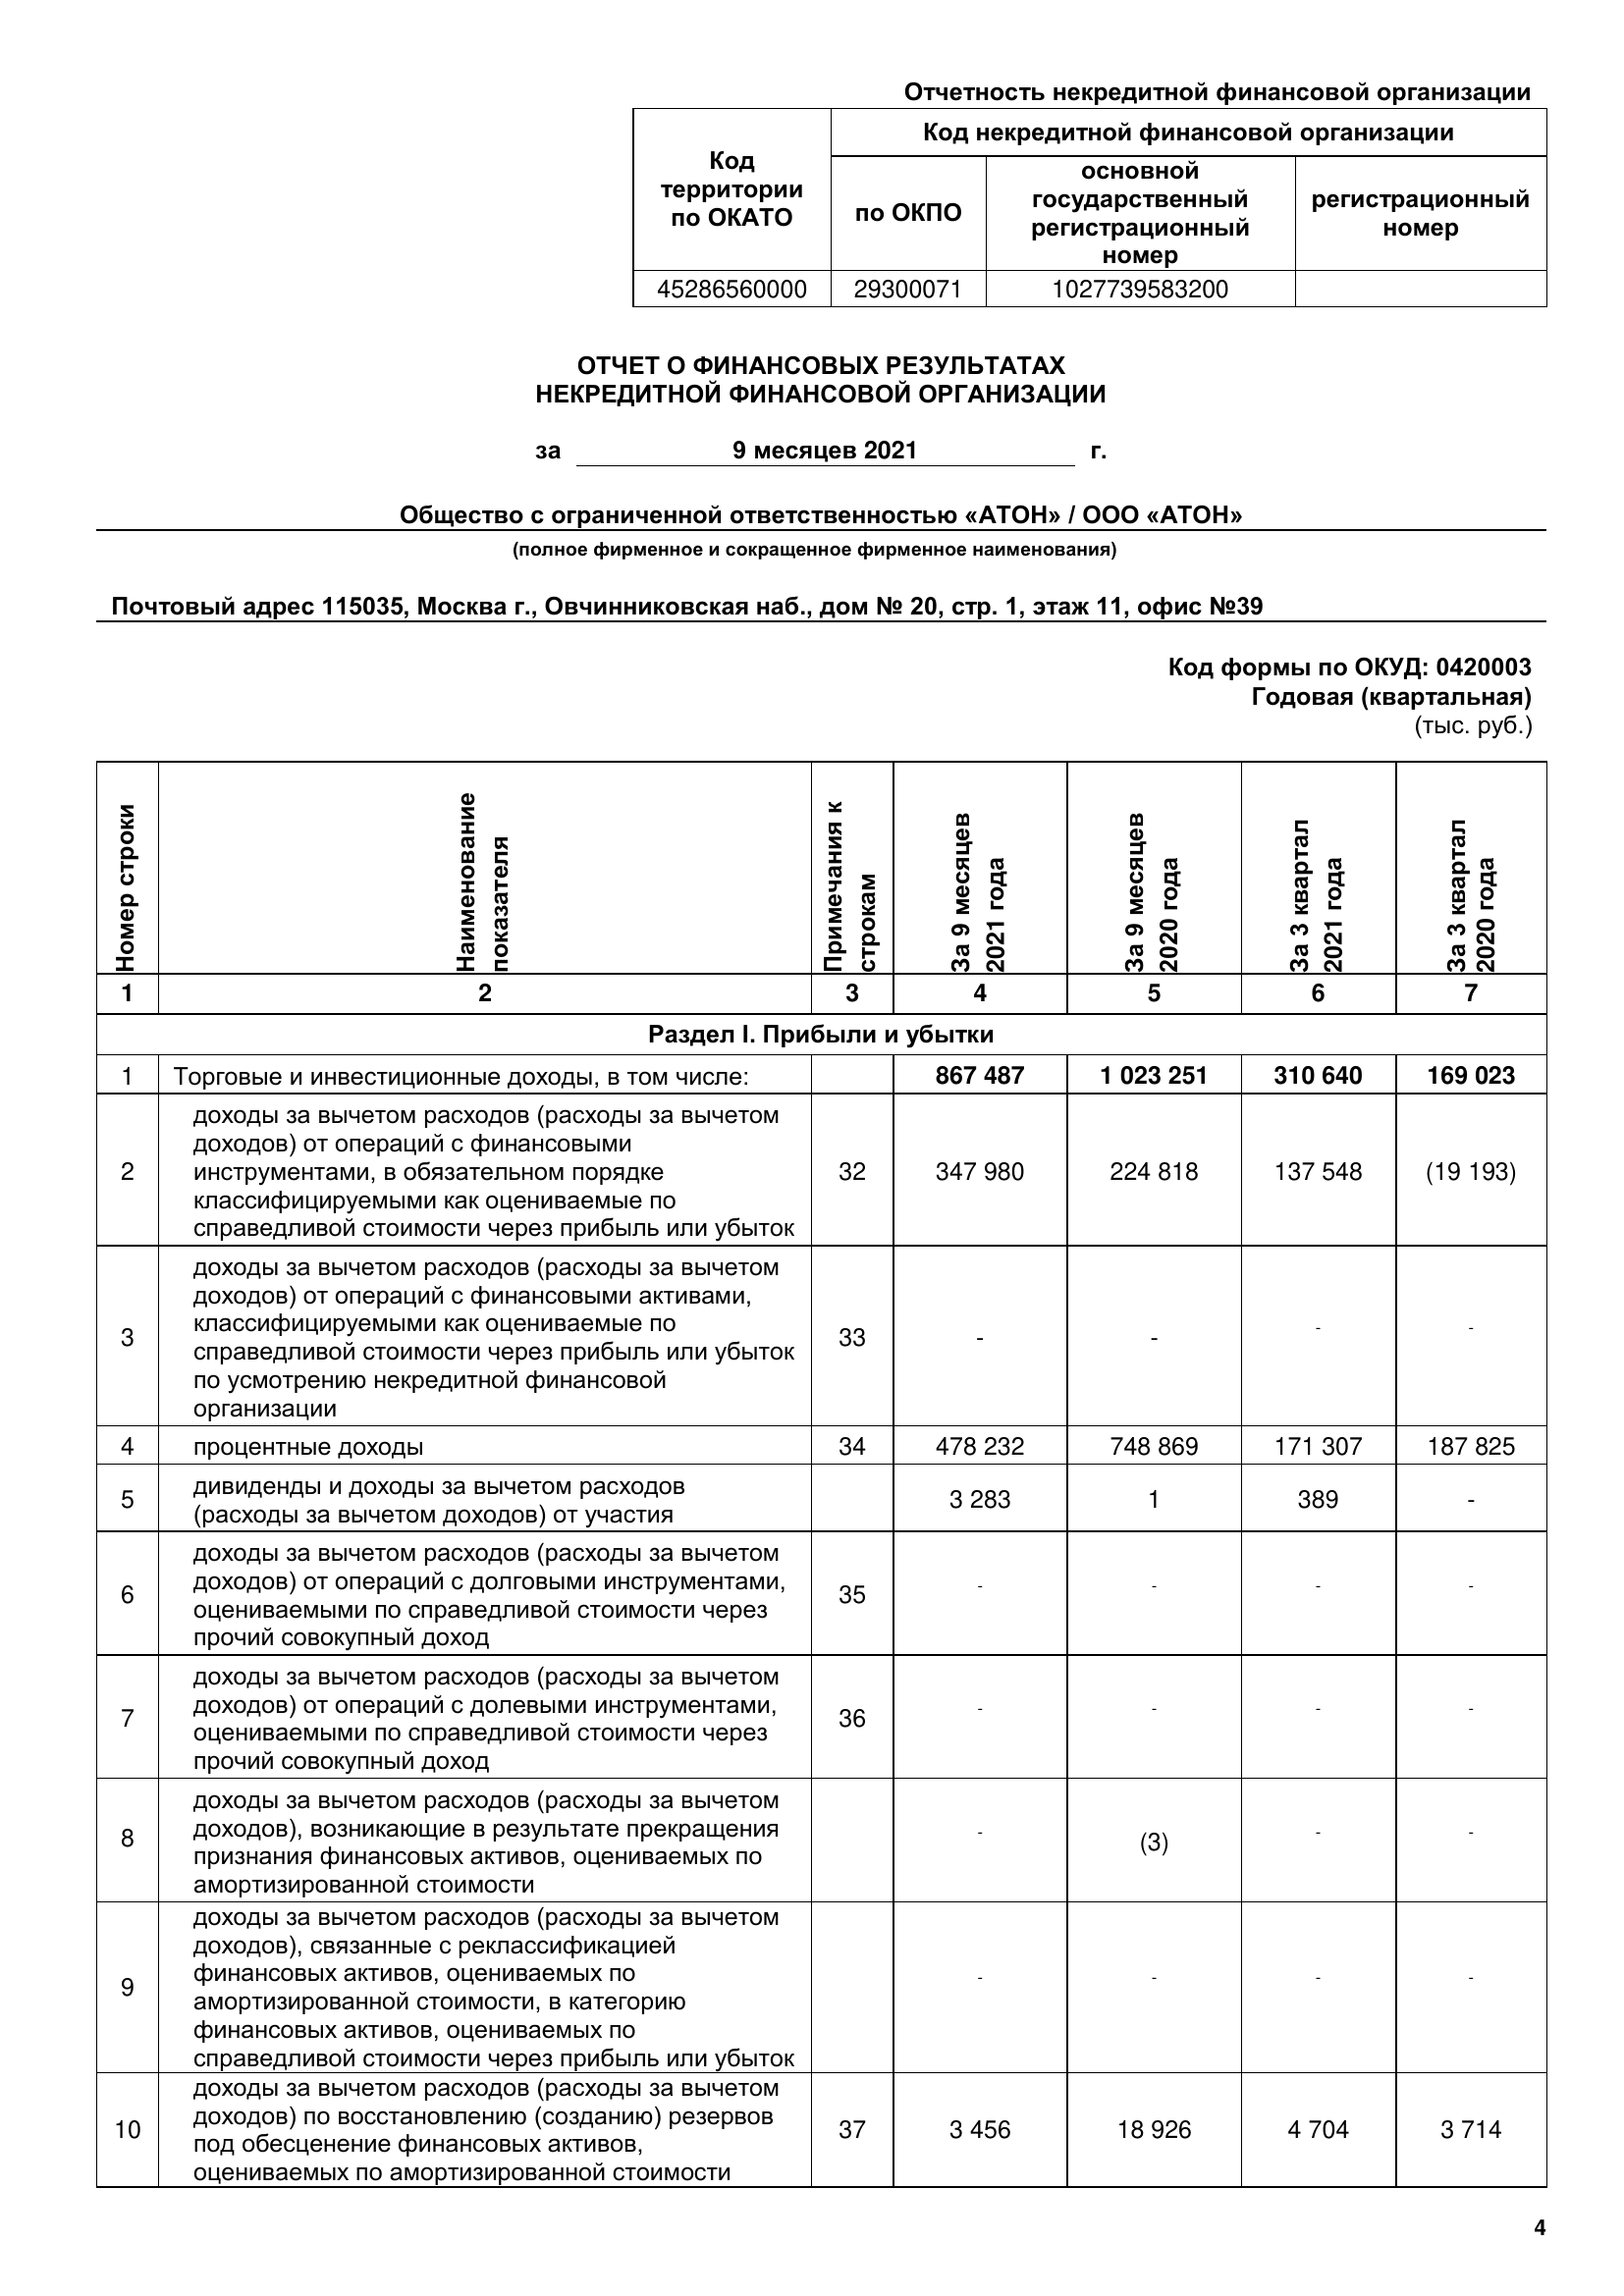 Отчетность некредитной финансовой организации
Код территории по ОКАТО
Код некредитной финансовой организации
по ОКПО
основной государственный регистрационный номер
регистрационный номер
45286560000 29300071 1027739583200
ОТЧЕТ О ФИНАНСОВЫХ РЕЗУЛЬТАТАХ
НЕКРЕДИТНОЙ ФИНАНСОВОЙ ОРГАНИЗАЦИИ
за 9 месяцев 2021 г.
Общество с ограниченной ответственностью «АТОН» / ООО «АТОН»
(полное фирменное и сокращенное фирменное наименования)
Почтовый адрес 115035, Москва г., Овчинниковская наб., дом № 20, стр. 1, этаж 11, офис №39
Код формы по ОКУД: 0420003
Годовая (квартальная)
(тыс. руб.)
Номер строки
Наименование показателя
Примечания к строкам
За 9 месяцев 2021 года
За 9 месяцев 2020 года
За 3 квартал 2021 года
За 3 квартал 2020 года
1 2 3 4 5 6 7
Раздел I. Прибыли и убытки
1 Торговые и инвестиционные доходы, в том числе: 867 487 1 023 251 310 640 169 023
доходы за вычетом расходов (расходы за вычетом
доходов) от операций с финансовыми
2 инструментами, в обязательном порядке 32 347 980 224 818 137 548 (19 193)
классифицируемыми как оцениваемые по
справедливой стоимости через прибыль или убыток
доходы за вычетом расходов (расходы за вычетом
доходов) от операций с финансовыми активами,
классифицируемыми как оцениваемые по
3 справедливой стоимости через прибыль или убыток 33 - - - -
по усмотрению некредитной финансовой
организации
4 процентные доходы 34 478 232 748 869 171 307 187 825
5 дивиденды и доходы за вычетом расходов 3 283 1 389 -
(расходы за вычетом доходов) от участия
доходы за вычетом расходов (расходы за вычетом
доходов) от операций с долговыми инструментами,
6 оцениваемыми по справедливой стоимости через 35 - - - -
прочий совокупный доход
доходы за вычетом расходов (расходы за вычетом
доходов) от операций с долевыми инструментами,
7 оцениваемыми по справедливой стоимости через 36 - - - -
прочий совокупный доход
доходы за вычетом расходов (расходы за вычетом
8 доходов), возникающие в результате прекращения - (3) - -
признания финансовых активов, оцениваемых по
амортизированной стоимости
доходы за вычетом расходов (расходы за вычетом
доходов), связанные с реклассификацией
9 финансовых активов, оцениваемых по - - - -
амортизированной стоимости, в категорию
финансовых активов, оцениваемых по
справедливой стоимости через прибыль или убыток
доходы за вычетом расходов (расходы за вычетом
10 доходов) по восстановлению (созданию) резервов 37 3 456 18 926 4 704 3 714
под обесценение финансовых активов,
оцениваемых по амортизированной стоимости
4